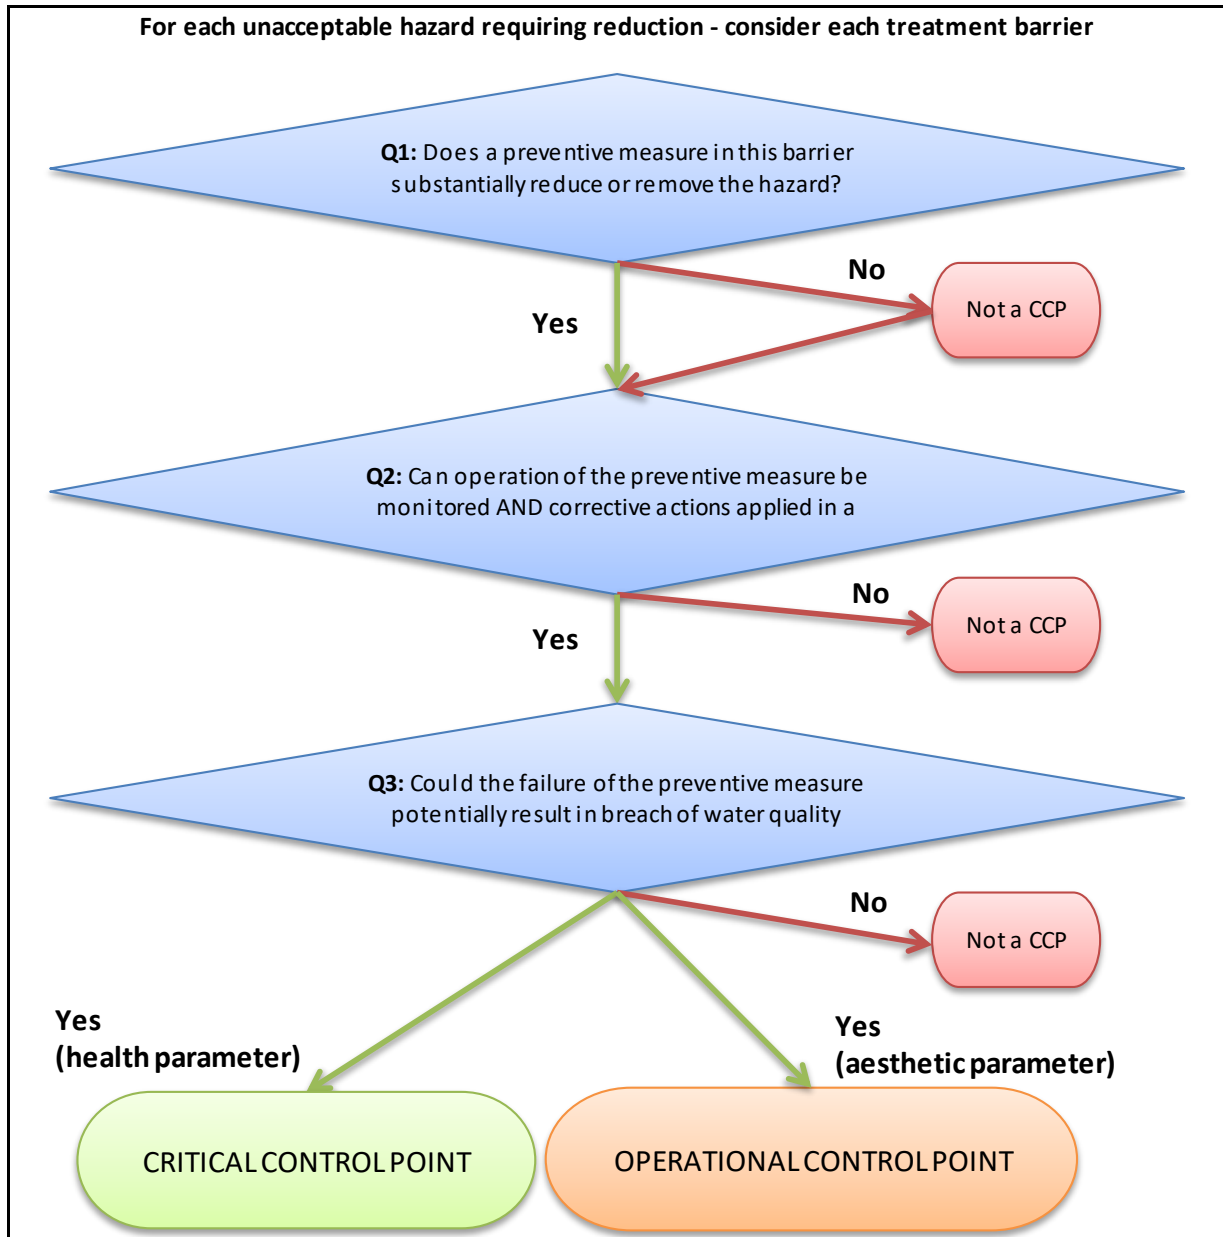 For each unacceptable hazard requiring reduction - consider each treatment barrier
Q1: Does a preventive measure in this barrier
substantially reduce or remove the hazard?
No
Not a CCP
Yes
Q2: Can operation of the preventive measure be
monitored AND corrective actions applied in a
No
Not a CCP
Yes
Q3: Could the failure of the preventive measure
potentially result in breach of water quality
No
Not a CCP
Yes
(health parameter)
Yes
(aesthetic parameter)
CRITICAL CONTROL POINT
OPERATIONAL CONTROL POINT